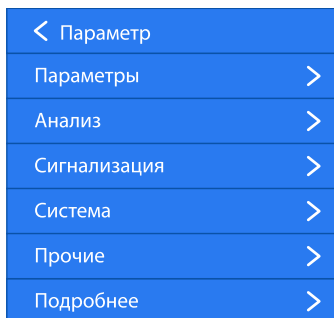 Параметр
Параметры
Анализ
Сигнализация
Система
Прочие
Подробнее